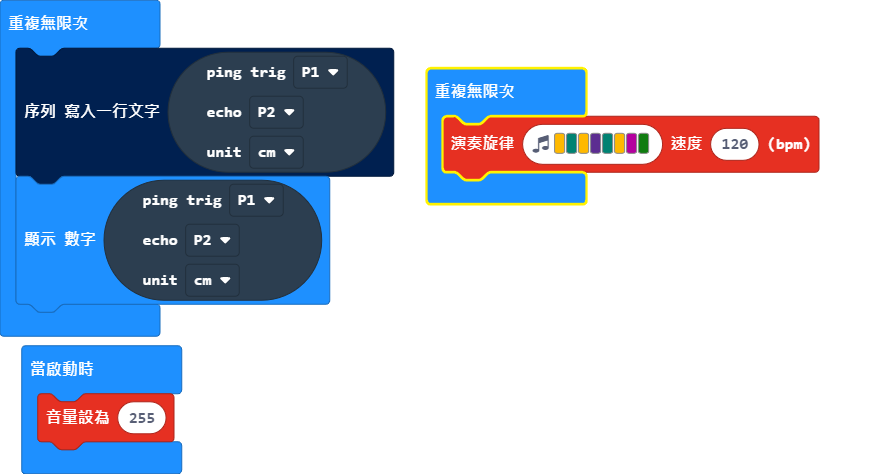 重複無限次
ping trig P1
序列 寫入一行文字 echo P2
unit cm
ping trig P1
顯示 數字 echo P2
unit cm
當啟動時
音量設為 255
重複無限次
演奏旋律 速度 120 (bpm)